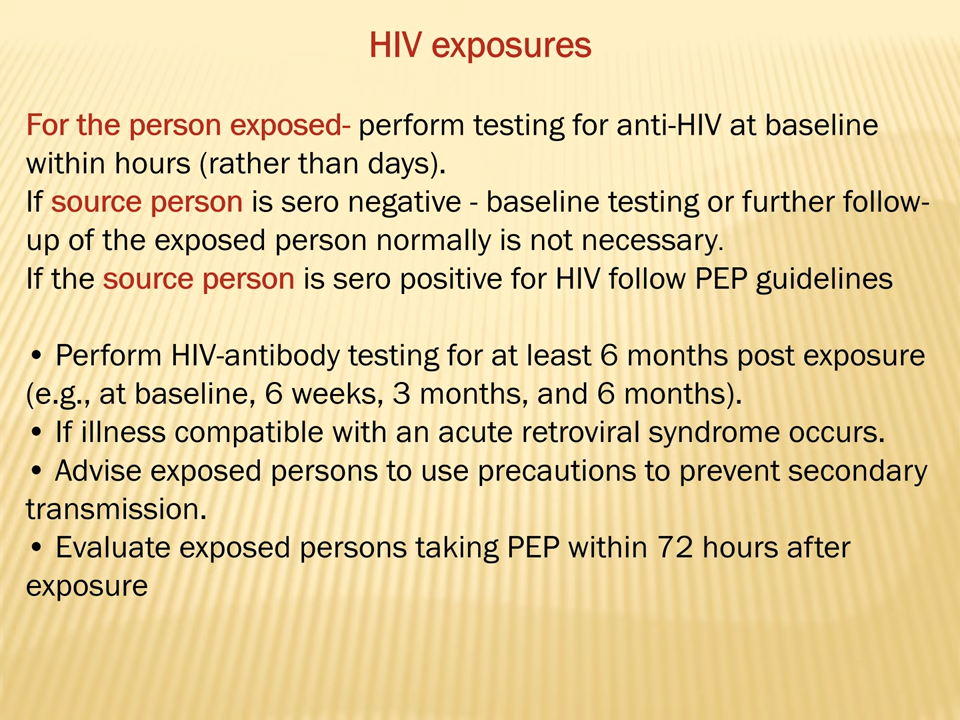 HIV exposures
For the person exposed- perform testing for anti-HIV at baseline
within hours (rather than days).
If source person is sero negative - baseline testing or further follow-
up of the exposed person normally is not necessary.
If the source person is sero positive for HIV follow PEP guidelines
• Perform HIV-antibody testing for at least 6 months post exposure
(e.g., at baseline, 6 weeks, 3 months, and 6 months).
• If illness compatible with an acute retroviral syndrome occurs.
• Advise exposed persons to use precautions to prevent secondary
transmission.
• Evaluate exposed persons taking PEP within 72 hours after
exposure